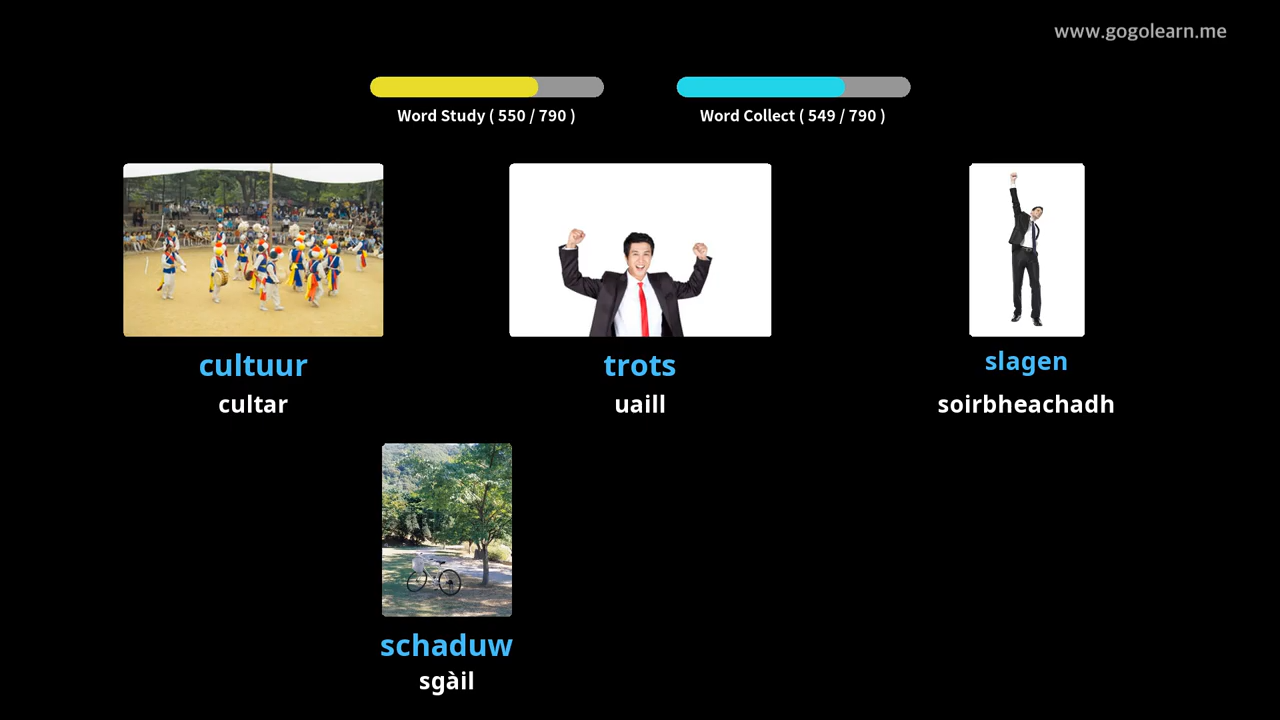 www.gogolearn.me
Word Study ( 550 / 790 )
Word Collect ( 549 / 790 )
cultuur
cultar
trots
uaill
slagen
soirbheachadh
schaduw
sgàil